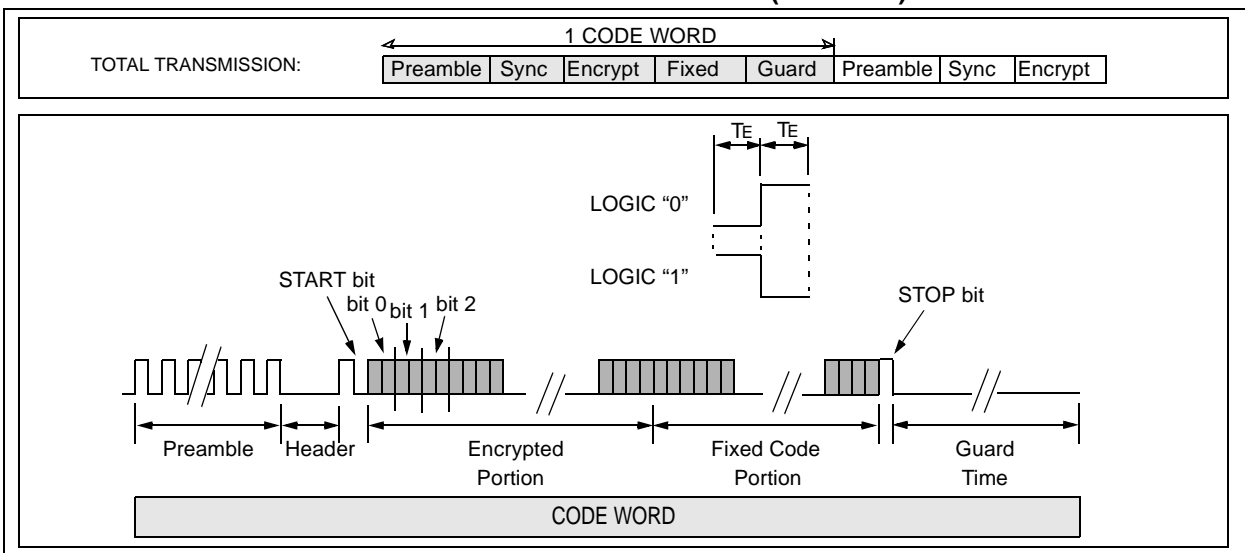 1 CODE WORD
TOTAL TRANSMISSION: Preamble Sync Encrypt Fixed Guard Preamble Sync Encrypt
TE TE
LOGIC “0”
LOGIC “1”
START bit
bit 0 bit 1 bit 2
STOP bit
Preamble Header Encrypted Portion Fixed Code Portion Guard Time
CODE WORD